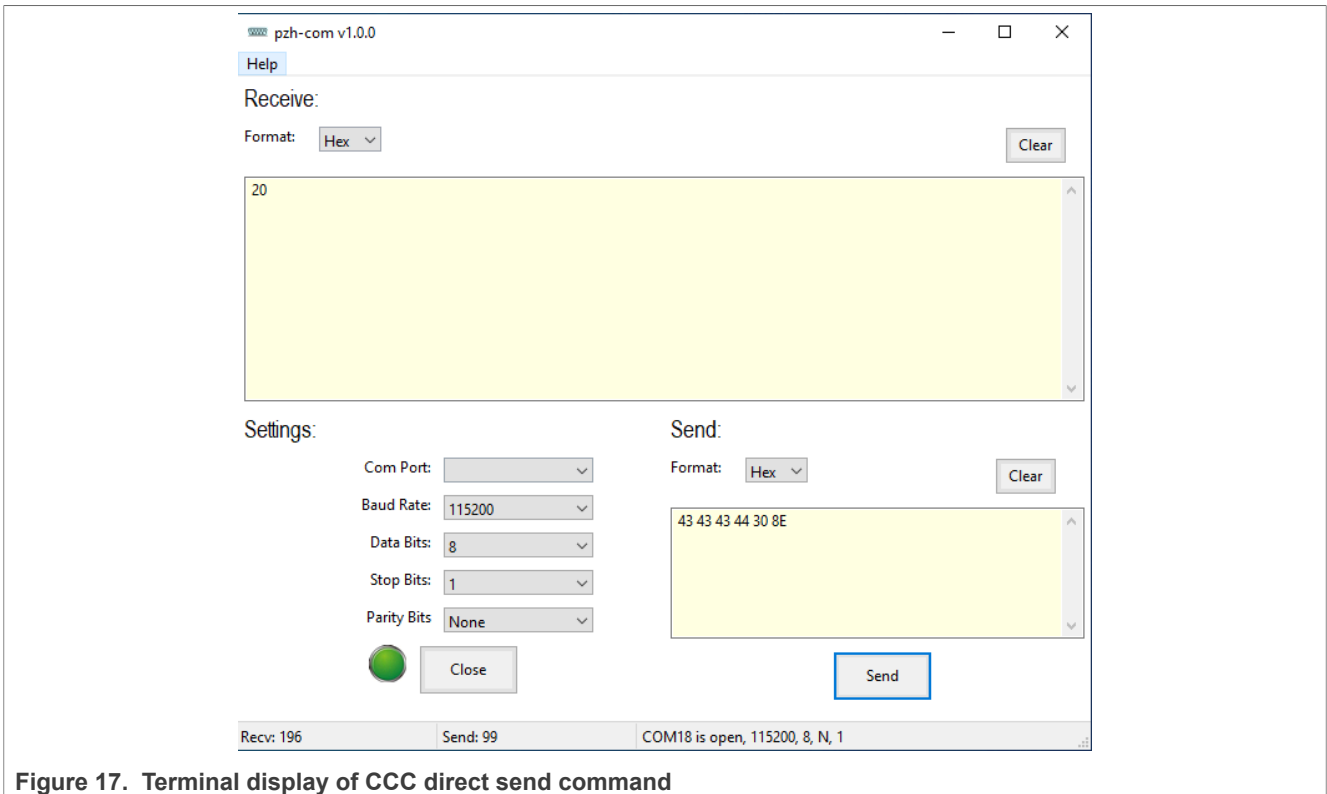 pzh-com v1.0.0
Help
Receive:
Format: Hex
Clear
20
Settings:
Send:
Com Port:
Format: Hex
Clear
Baud Rate: 115200
43 43 43 44 30 8E
Data Bits: 8
Stop Bits: 1
Parity Bits None
Close
Send
Recv: 196 Send: 99 COM18 is open, 115200, 8, N, 1
Figure 17. Terminal display of CCC direct send command